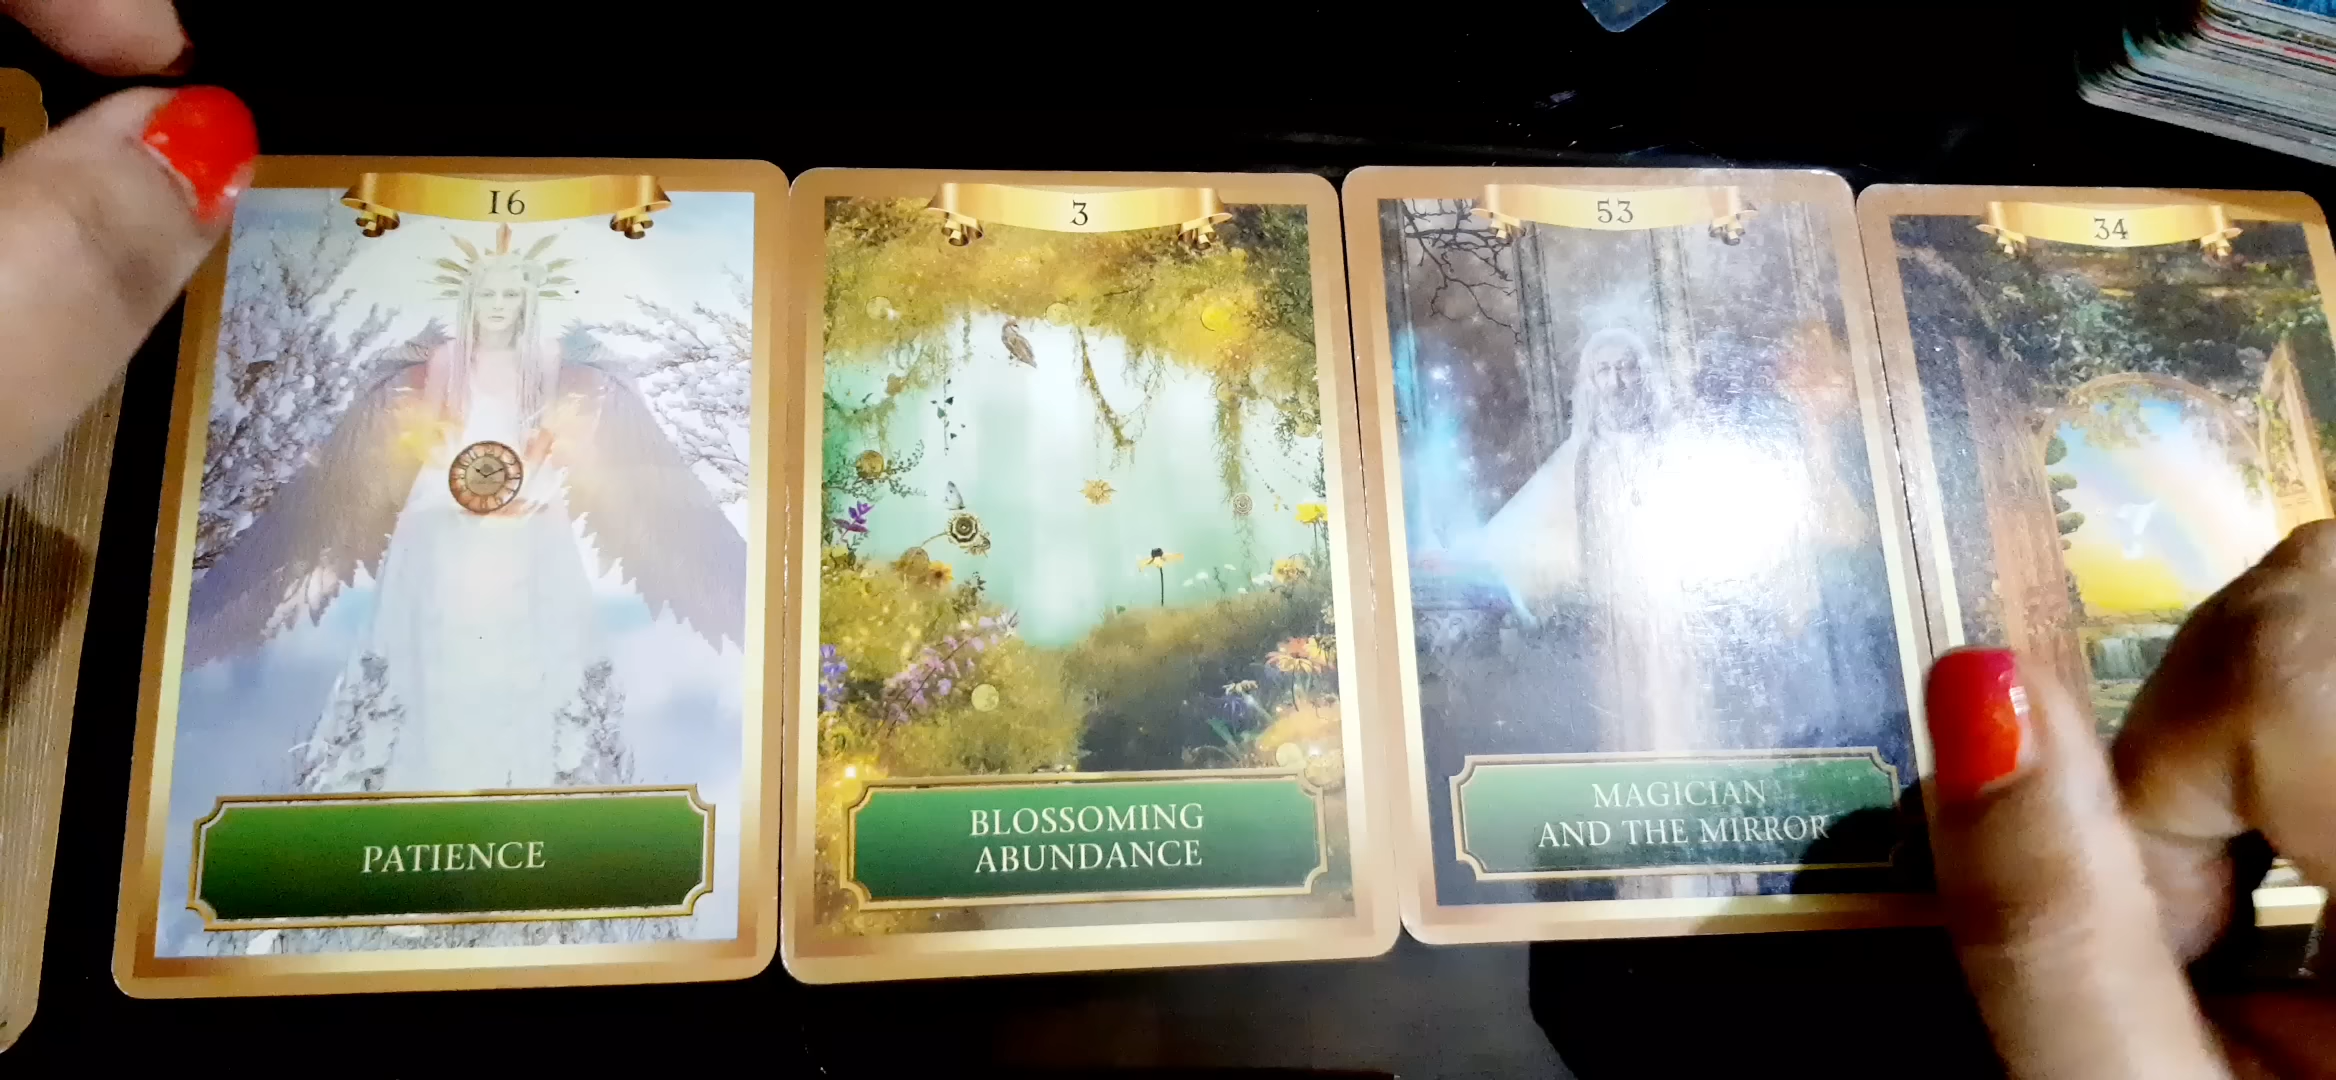 16
PATIENCE
3
BLOSSOMING
ABUNDANCE
53
MAGICIAN
AND THE MIRROR
34